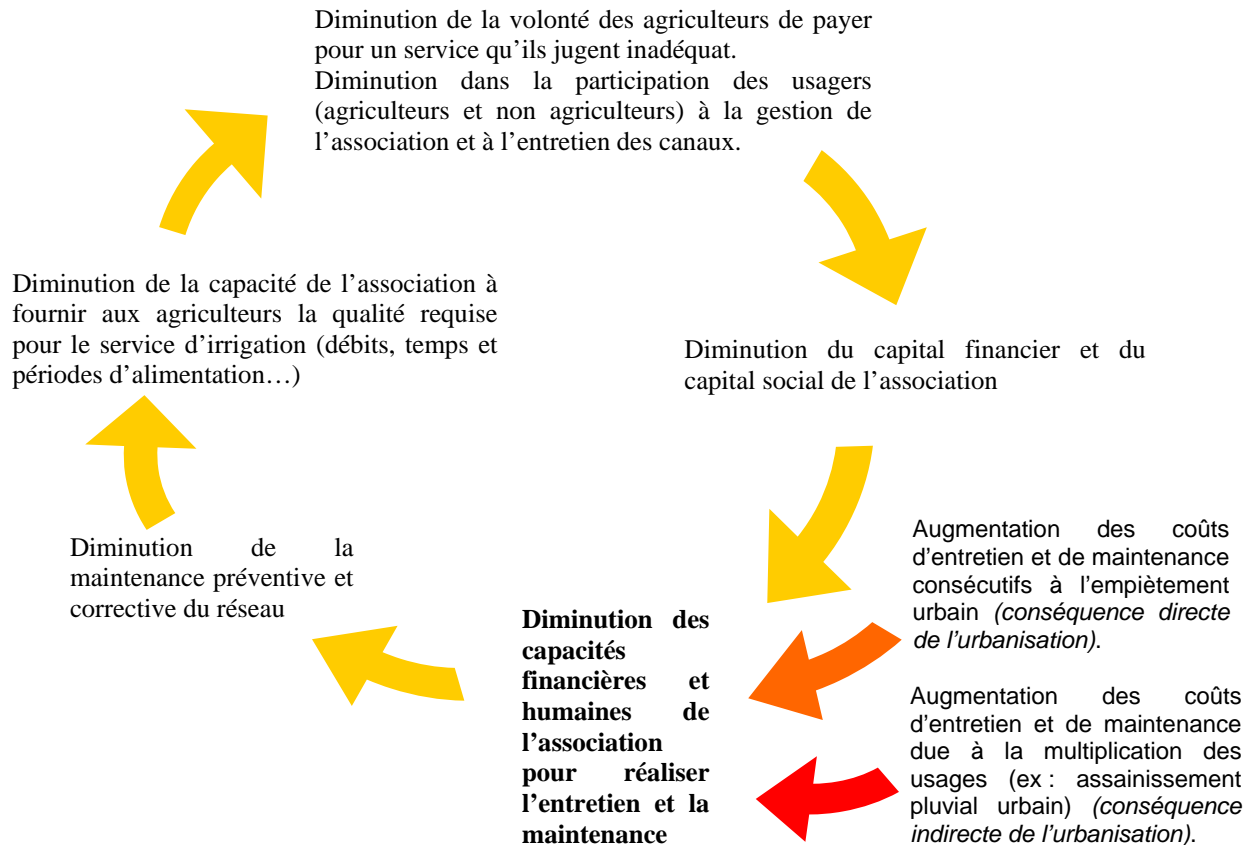 Diminution de la volonté des agriculteurs de payer
pour un service qu’ils jugent inadéquat.
Diminution dans la participation des usagers
(agriculteurs et non agriculteurs) à la gestion de
l’association et à l’entretien des canaux.
Diminution de la capacité de l’association à
fournir aux agriculteurs la qualité requise
pour le service d’irrigation (débits, temps et
périodes d’alimentation…)
Diminution du capital financier et du
capital social de l’association
Diminution de la
maintenance préventive et
corrective du réseau
Diminution des
capacités
financières et
humaines de
l’association
pour réaliser
l’entretien et la
maintenance
Augmentation des coûts
d’entretien et de maintenance
consécutifs à l’empiètement
urbain (conséquence directe
de l’urbanisation).
Augmentation des coûts
d’entretien et de maintenance
due à la multiplication des
usages (ex : assainissement
pluvial urbain) (conséquence
indirecte de l’urbanisation).